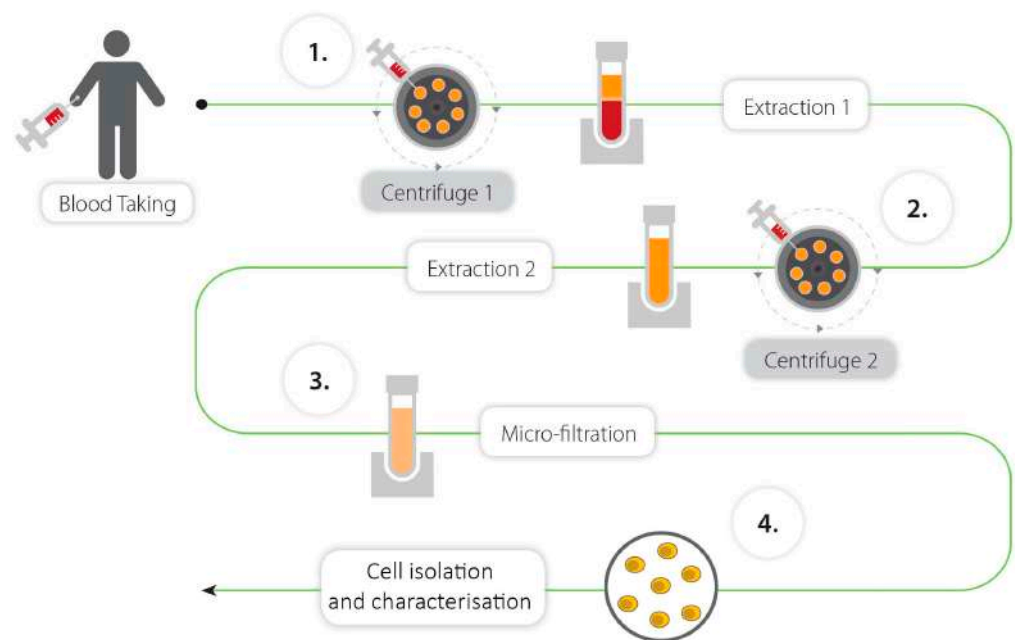 1.
Blood Taking
Centrifuge 1
Extraction 1
2.
Extraction 2
Centrifuge 2
3.
Micro-filtration
4.
Cell isolation
and characterisation